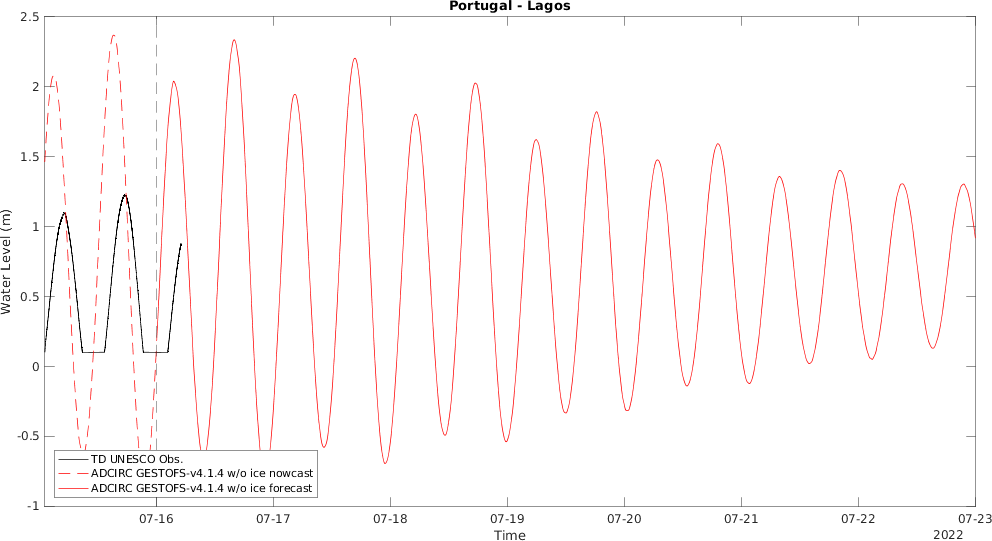 Portugal - Lagos
2.5
2
1.5
1
0.5
0
-0.5
-1
Water Level (m)
TD UNESCO Obs.
ADCIRC GESTOFS-v4.1.4 w/o ice nowcast
ADCIRC GESTOFS-v4.1.4 w/o ice forecast
07-16 07-17 07-18 07-19 07-20 07-21 07-22 07-23
Time
2022